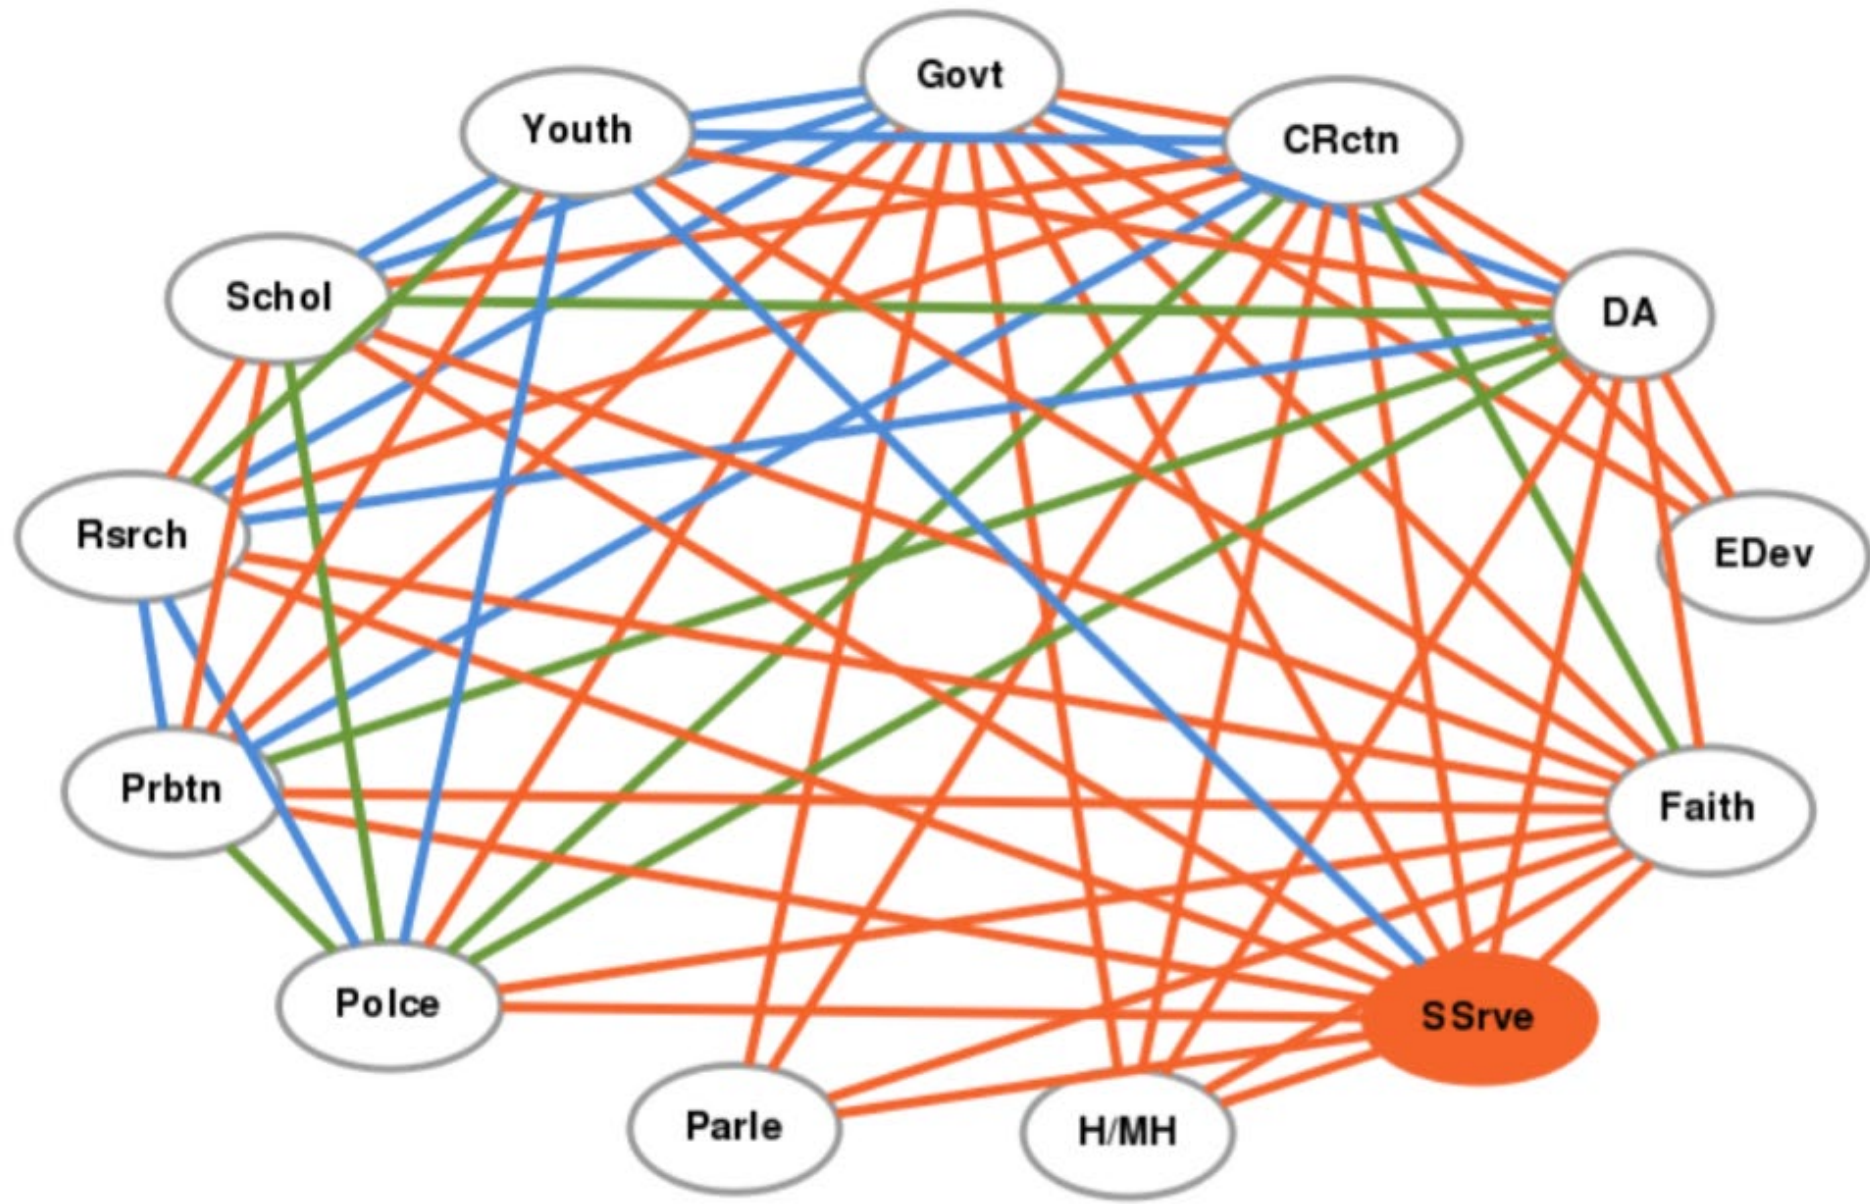 Govt
Youth
CRctn
Schol
DA
Rsrch
EDev
Prbtn
Faith
Polce
SSrve
Parle
H/MH